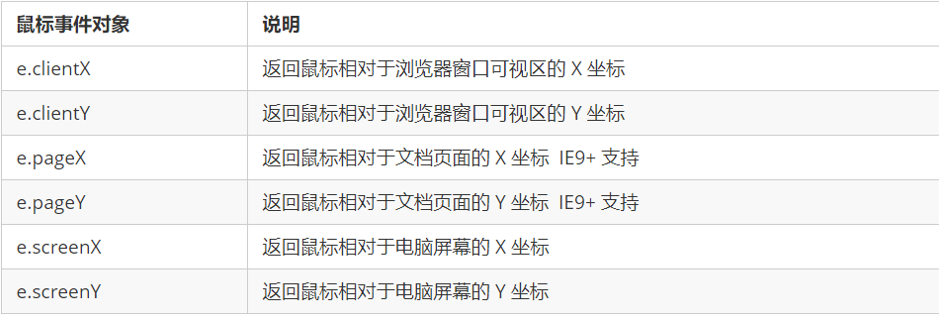 鼠标事件对象 说明
e.clientX 返回鼠标相对于浏览器窗口可视区的 X 坐标
e.clientY 返回鼠标相对于浏览器窗口可视区的 Y 坐标
e.pageX 返回鼠标相对于文档页面的 X 坐标 IE9+ 支持
e.pageY 返回鼠标相对于文档页面的 Y 坐标 IE9+ 支持
e.screenX 返回鼠标相对于电脑屏幕的 X 坐标
e.screenY 返回鼠标相对于电脑屏幕的 Y 坐标